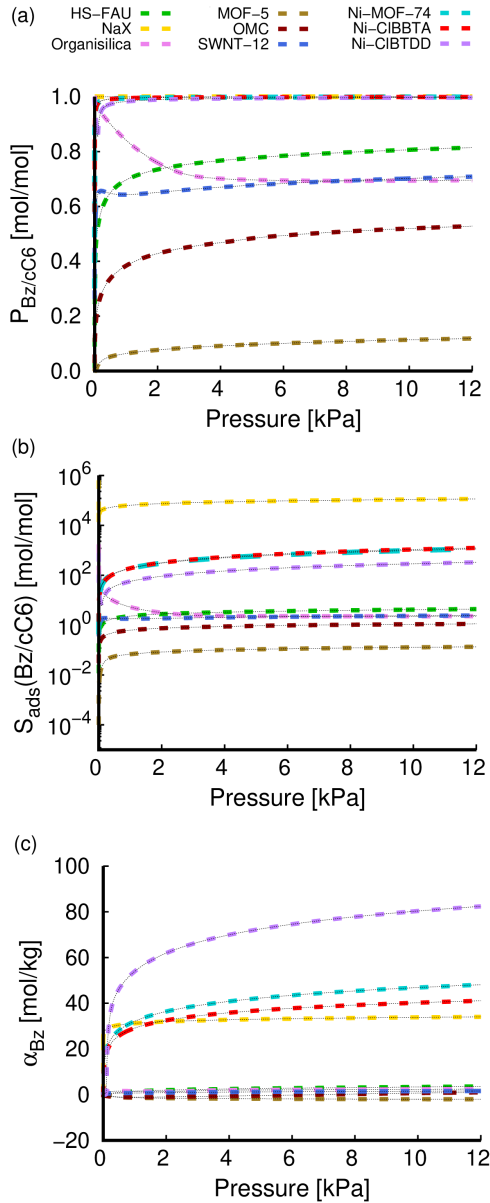 (a)
HS-FAU MOF-5 Ni-MOF-74
NaX OMC Ni-ClBBTA
Organisilica SWNT-12 Ni-ClBTDD
P_Bz/cC6 [mol/mol]
1.0
0.8
0.6
0.4
0.2
0.0
0 2 4 6 8 10 12
Pressure [kPa]
(b)
S_ads(Bz/cC6) [mol/mol]
10^6
10^4
10^2
10^0
10^−2
10^−4
0 2 4 6 8 10 12
Pressure [kPa]
(c)
α_Bz [mol/kg]
100
80
60
40
20
0
−20
0 2 4 6 8 10 12
Pressure [kPa]